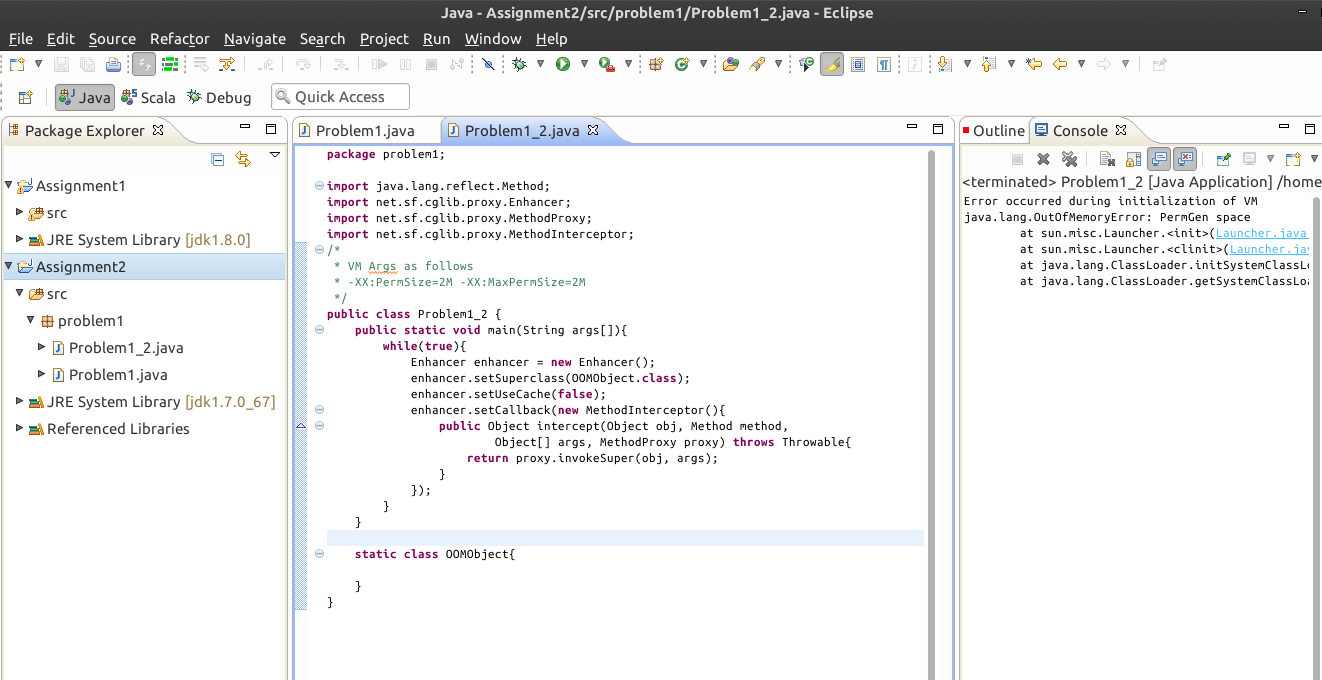 Java - Assignment2/src/problem1/Problem1_2.java - Eclipse
File Edit Source Refactor Navigate Search Project Run Window Help
Java Scala Debug Quick Access
Package Explorer
Assignment1
src
JRE System Library [jdk1.8.0]
Assignment2
src
problem1
Problem1_2.java
Problem1.java
JRE System Library [jdk1.7.0_67]
Referenced Libraries
Problem1.java Problem1_2.java
package problem1;
import java.lang.reflect.Method;
import net.sf.cglib.proxy.Enhancer;
import net.sf.cglib.proxy.MethodProxy;
import net.sf.cglib.proxy.MethodInterceptor;
/*
* VM Args as follows
* -XX:PermSize=2M -XX:MaxPermSize=2M
*/
public class Problem1_2 {
public static void main(String args[]){
while(true){
Enhancer enhancer = new Enhancer();
enhancer.setSuperclass(OOMObject.class);
enhancer.setUseCache(false);
enhancer.setCallback(new MethodInterceptor(){
public Object intercept(Object obj, Method method,
Object[] args, MethodProxy proxy) throws Throwable{
return proxy.invokeSuper(obj, args);
}
});
}
}
static class OOMObject{
}
}
Outline Console
<terminated> Problem1_2 [Java Application] /home
Error occurred during initialization of VM
java.lang.OutOfMemoryError: PermGen space
at sun.misc.Launcher.<init>(Launcher.java
at sun.misc.Launcher.<clinit>(Launcher.ja
at java.lang.ClassLoader.initSystemClassL
at java.lang.ClassLoader.getSystemClassLoa